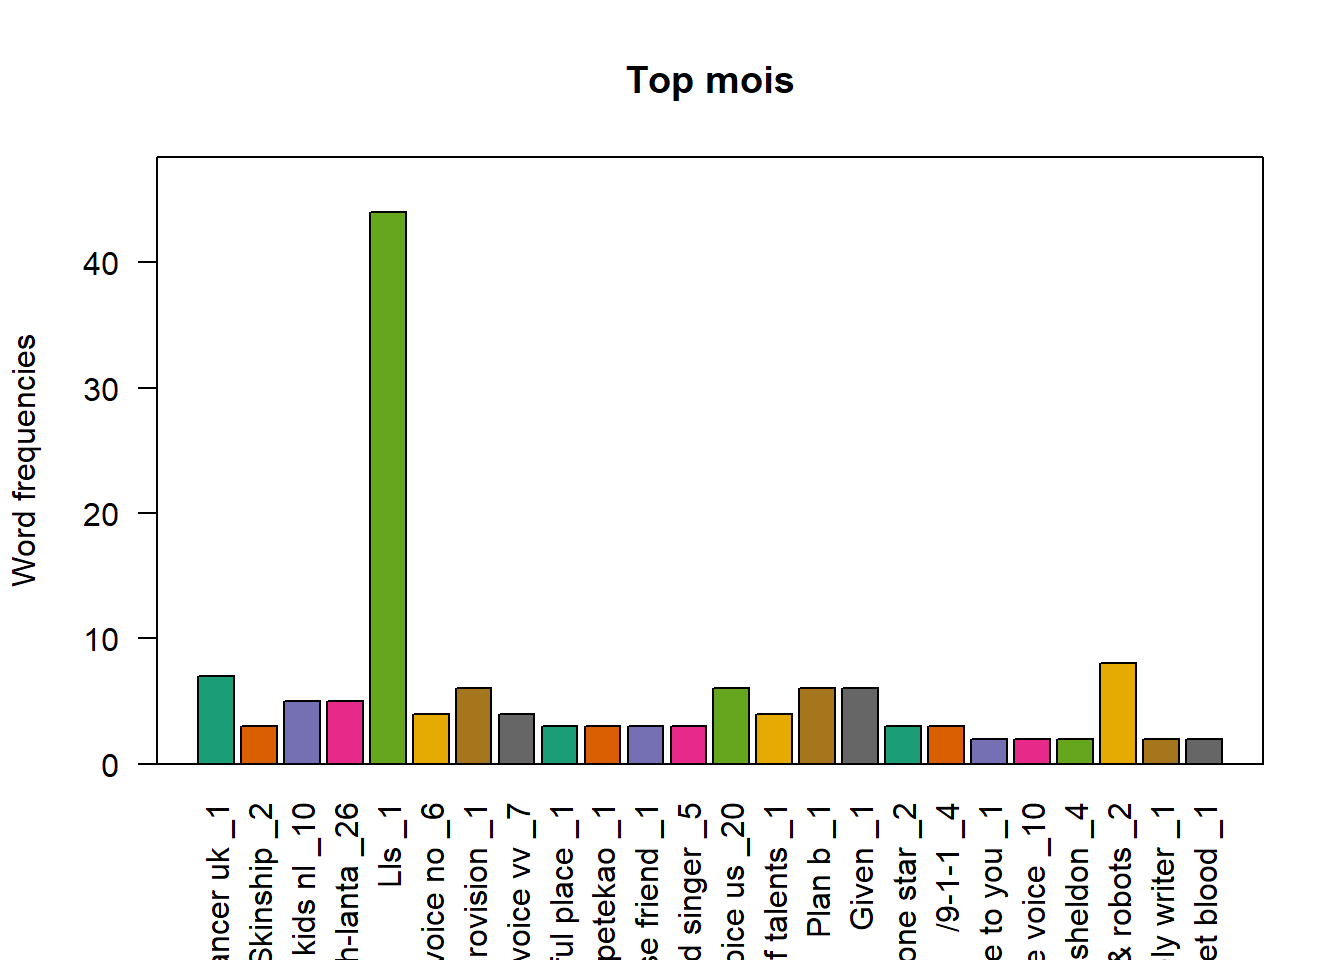 Top mois
Word frequencies
40
30
20
10
0
ancer uk _1
Skinship _2
kids nl _10
h-lanta _26
Lls _1
voice no _6
rovision _1
voice vv _7
ful place _1
petekao _1
se friend _1
d singer _5
oice us _20
f talents _1
Plan b _1
Given _1
one star _2
/9-1-1 _4
e to you _1
e voice _10
sheldon _4
& robots _2
ly writer _1
et blood _1